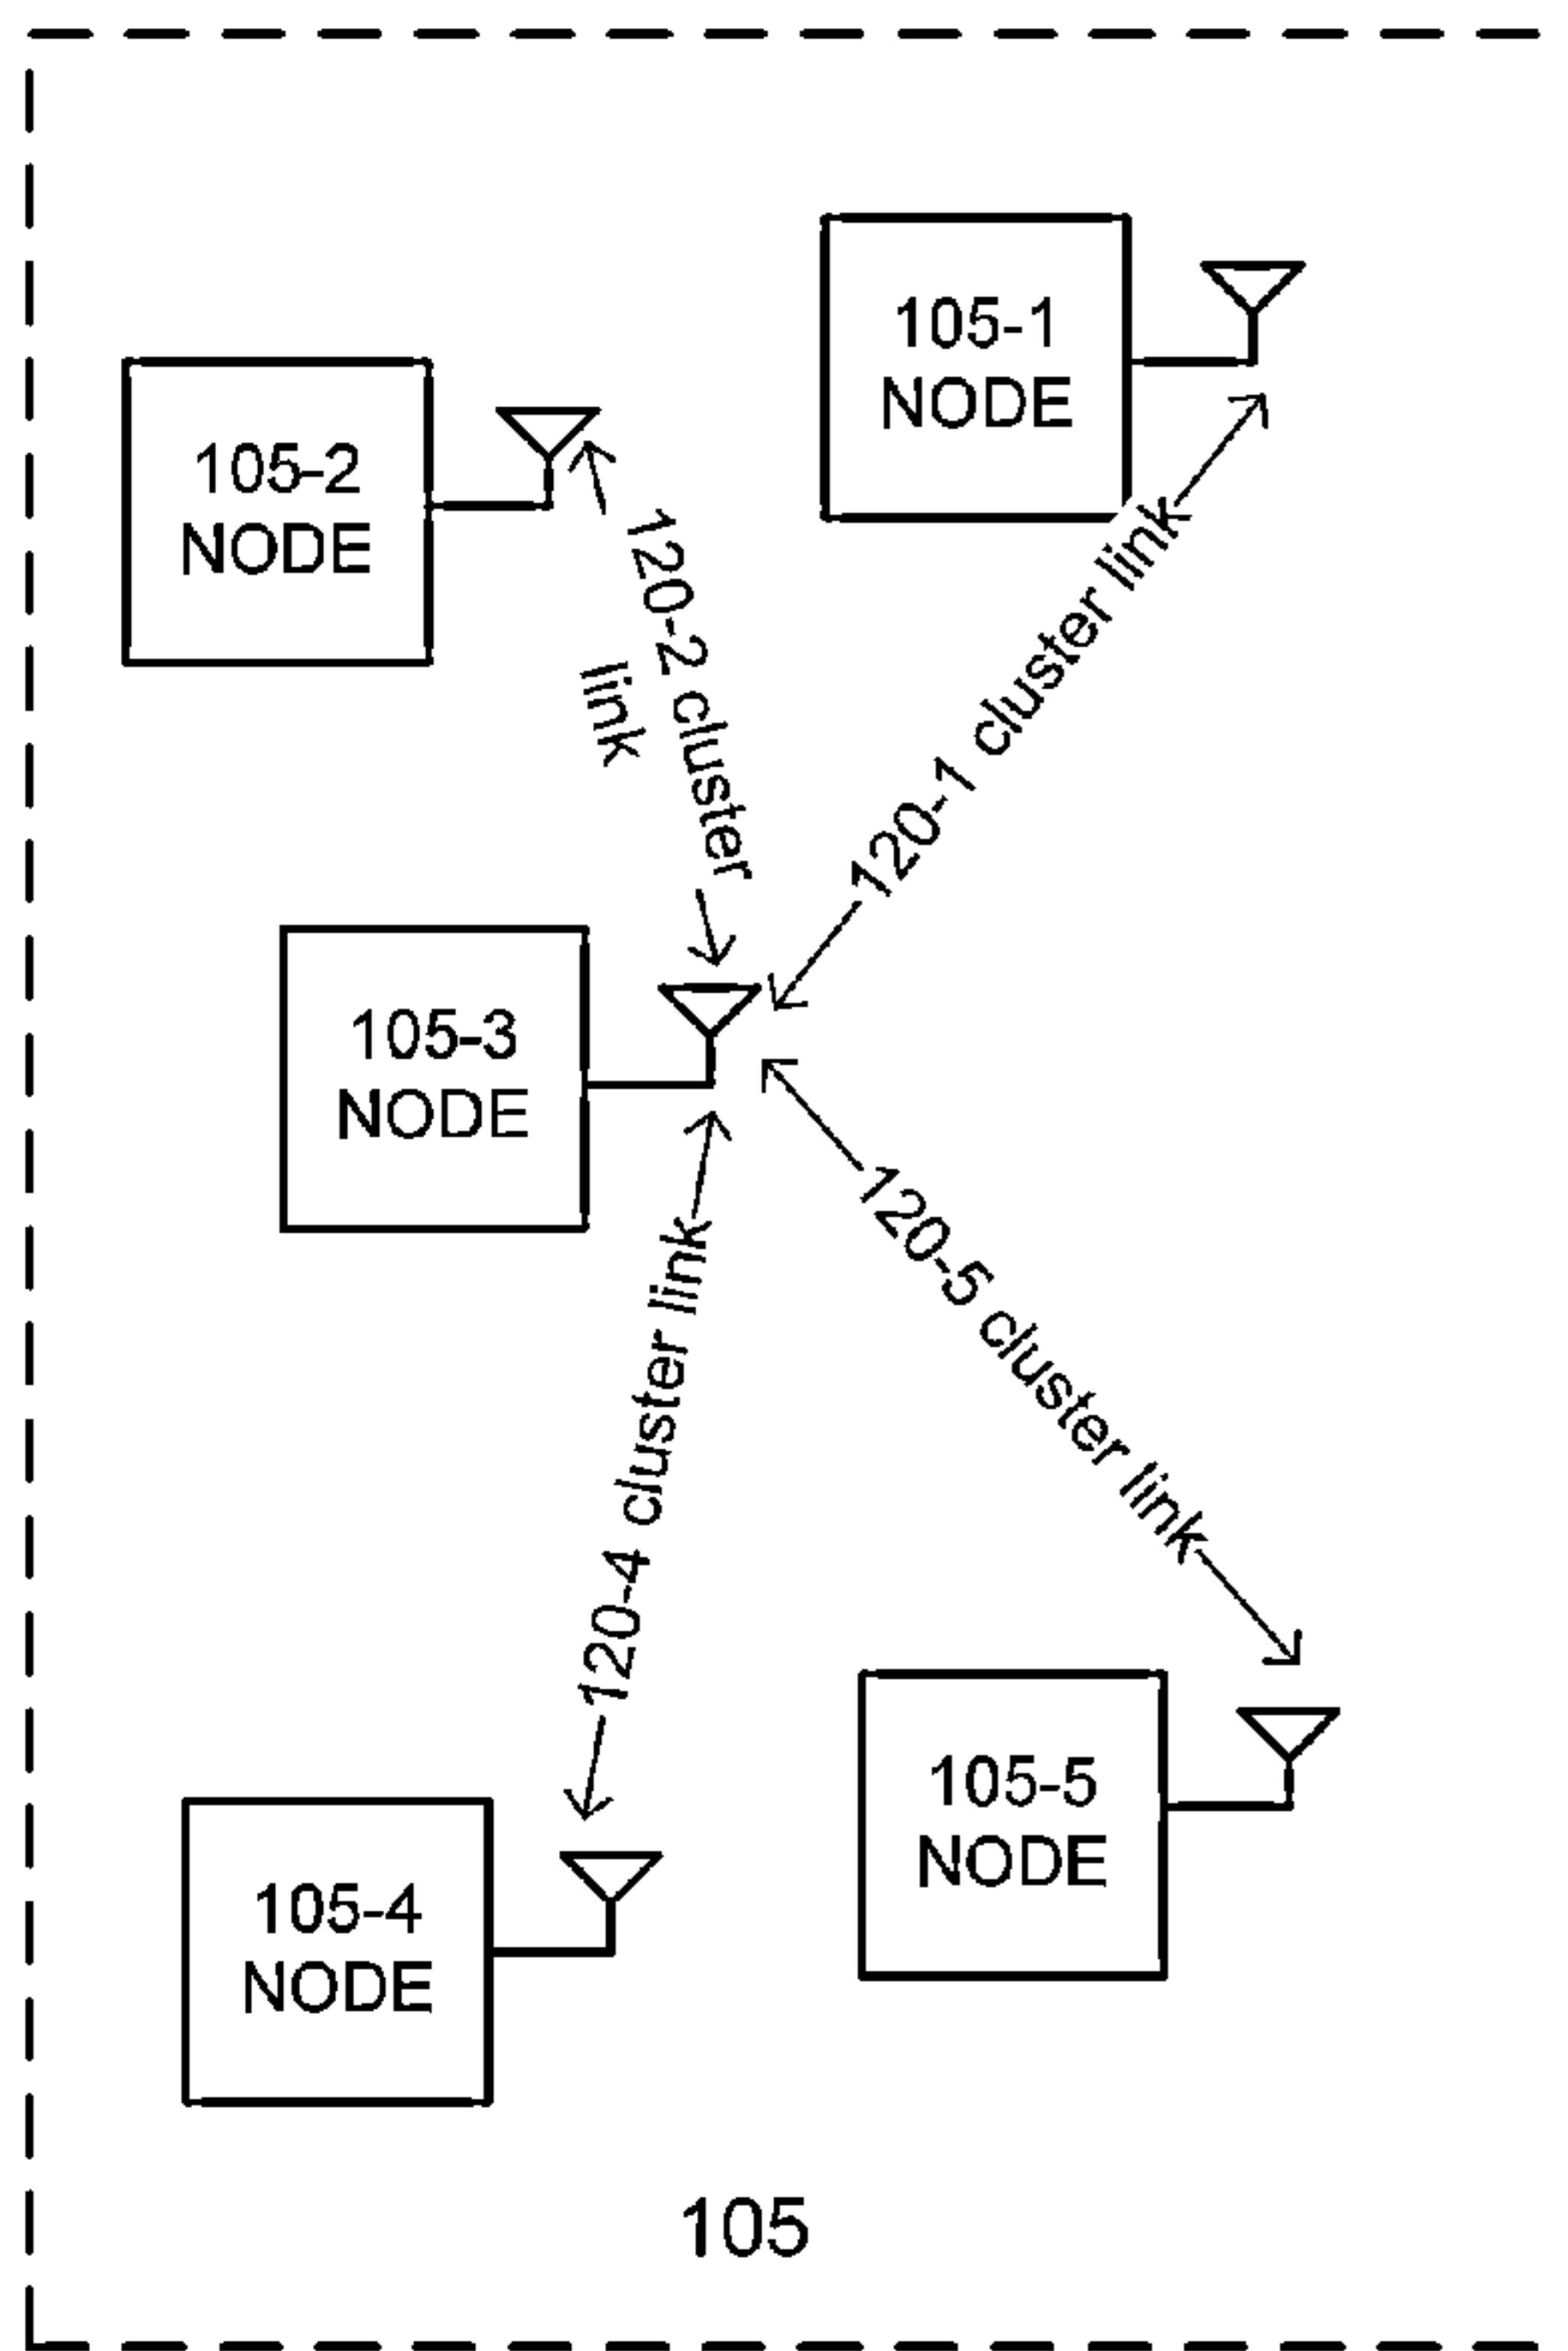 105-1
NODE
105-2
NODE
120-2 cluster
link
120-1 cluster link
105-3
NODE
120-5 cluster link
120-4 cluster link
105-5
NODE
105-4
NODE
105